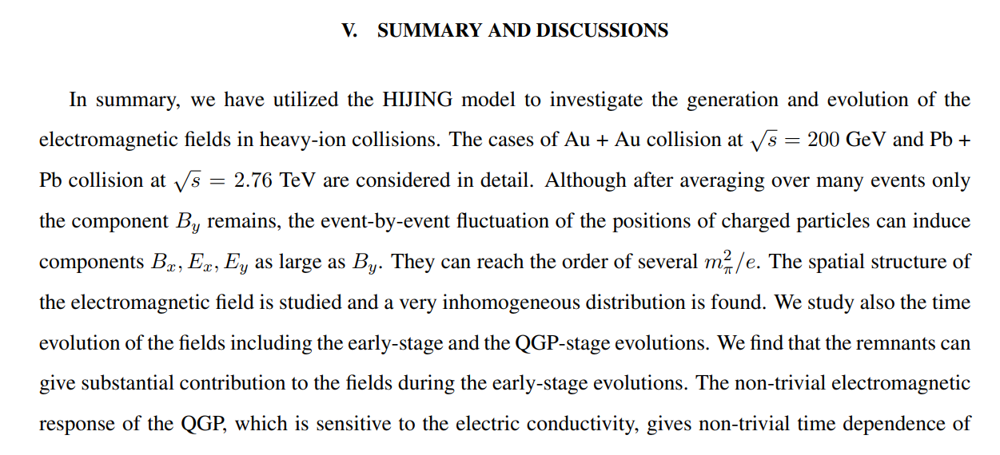 V. SUMMARY AND DISCUSSIONS
In summary, we have utilized the HIJING model to investigate the generation and evolution of the
electromagnetic fields in heavy-ion collisions. The cases of Au + Au collision at √s = 200 GeV and Pb +
Pb collision at √s = 2.76 TeV are considered in detail. Although after averaging over many events only
the component B_y remains, the event-by-event fluctuation of the positions of charged particles can induce
components B_x, E_x, E_y as large as B_y. They can reach the order of several m_π^2/e. The spatial structure of
the electromagnetic field is studied and a very inhomogeneous distribution is found. We study also the time
evolution of the fields including the early-stage and the QGP-stage evolutions. We find that the remnants can
give substantial contribution to the fields during the early-stage evolutions. The non-trivial electromagnetic
response of the QGP, which is sensitive to the electric conductivity, gives non-trivial time dependence of